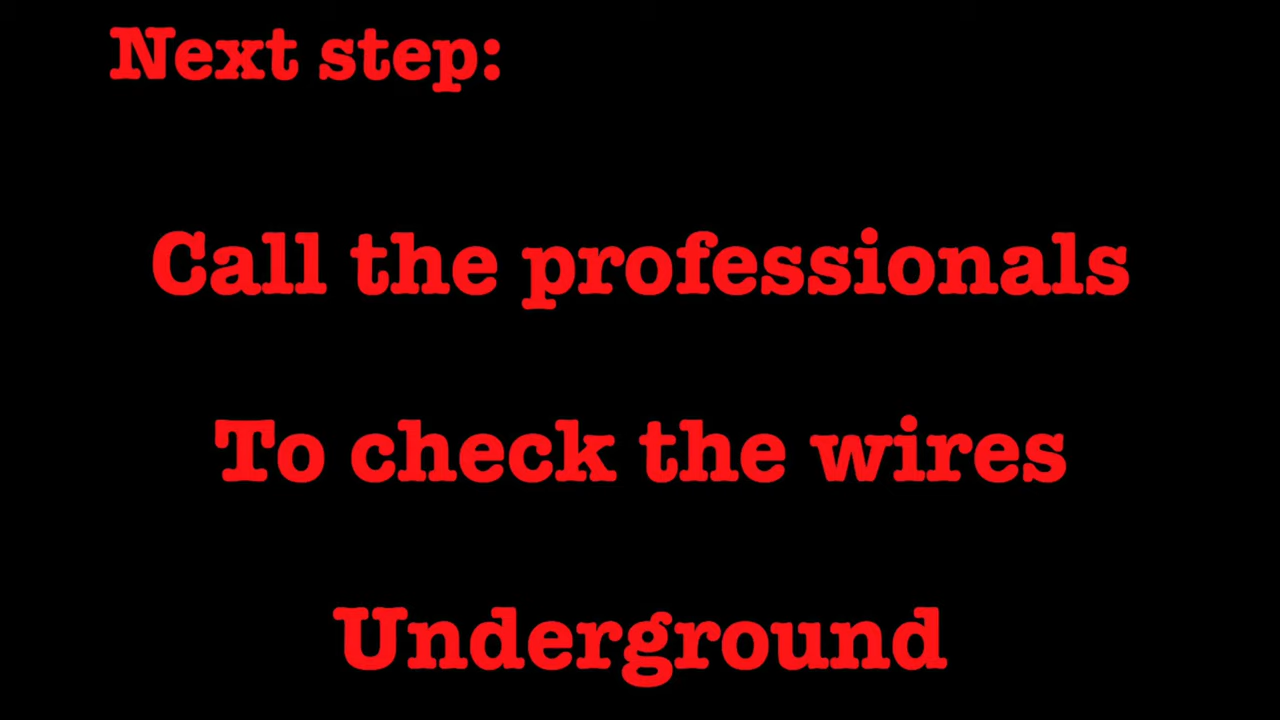 Next step:
Call the professionals
To check the wires
Underground